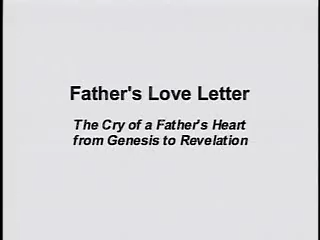 Father's Love Letter
The Cry of a Father's Heart
from Genesis to Revelation